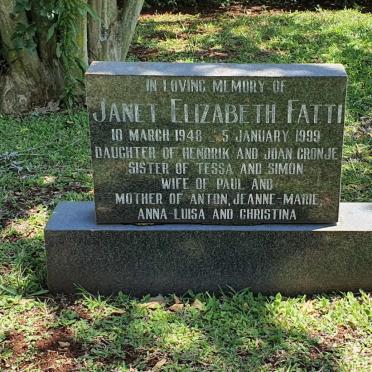 IN LOVING MEMORY OF
JANET ELIZABETH FATTI
10 MARCH 1948 - 5 JANUARY 1999
DAUGHTER OF HENDRIK AND JOAN CRONJE
SISTER OF TESSA AND SIMON
WIFE OF PAUL AND
MOTHER OF ANTON, JEANNE-MARIE,
ANNA-LUISA AND CHRISTINA